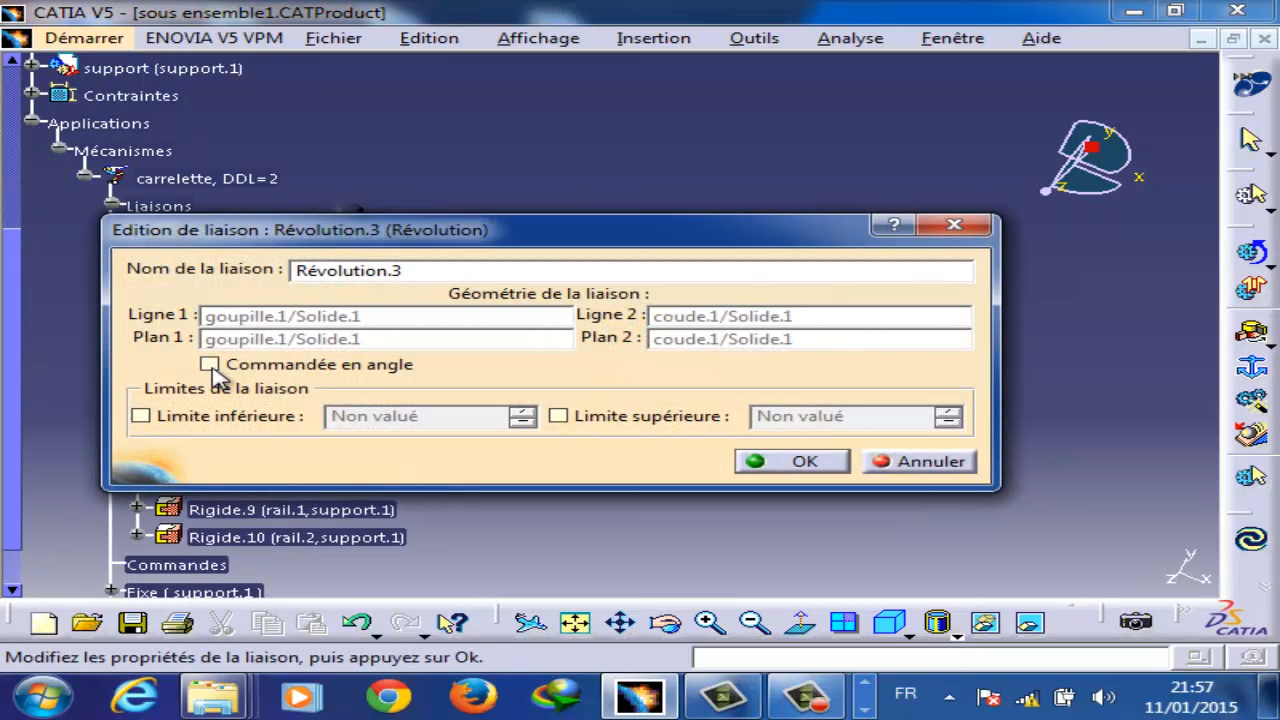 CATIA V5 - [sous ensemble1.CATProduct]
Démarrer ENOVIA V5 VPM Fichier Edition Affichage Insertion Outils Analyse Fenêtre Aide
support (support.1)
Contraintes
Applications
Mécanismes
carrelette, DDL=2
Liaisons
y
x
z
Edition de liaison : Révolution.3 (Révolution)
?
Nom de la liaison : Révolution.3
Géométrie de la liaison :
Ligne 1 : goupille.1/Solide.1 Ligne 2 : coude.1/Solide.1
Plan 1 : goupille.1/Solide.1 Plan 2 : coude.1/Solide.1
Commandée en angle
Limites de la liaison
Limite inférieure : Non valué Limite supérieure : Non valué
OK Annuler
Rigide.9 (rail.1,support.1)
Rigide.10 (rail.2,support.1)
Commandes
Fixe ( support.1 )
y
z x
CATIA
Modifiez les propriétés de la liaison, puis appuyez sur Ok.
FR
21:57
11/01/2015